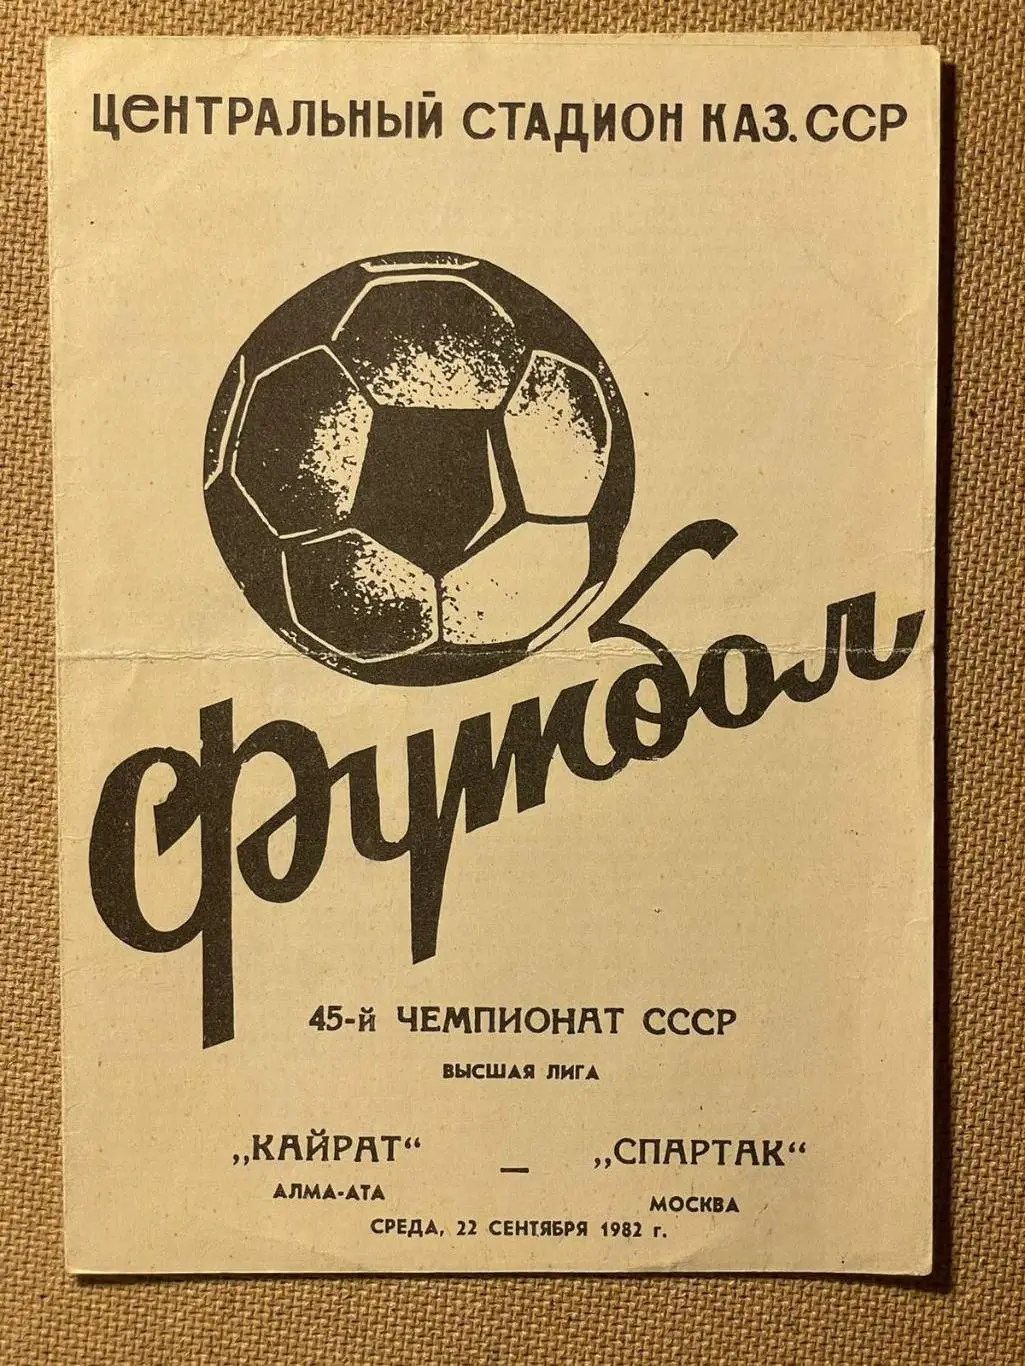 ЦЕНТРАЛЬНЫЙ СТАДИОН КАЗ. ССР
Футбол
45-й ЧЕМПИОНАТ СССР
ВЫСШАЯ ЛИГА
„КАЙРАТ“ — „СПАРТАК“
АЛМА-АТА МОСКВА
СРЕДА, 22 СЕНТЯБРЯ 1982 г.